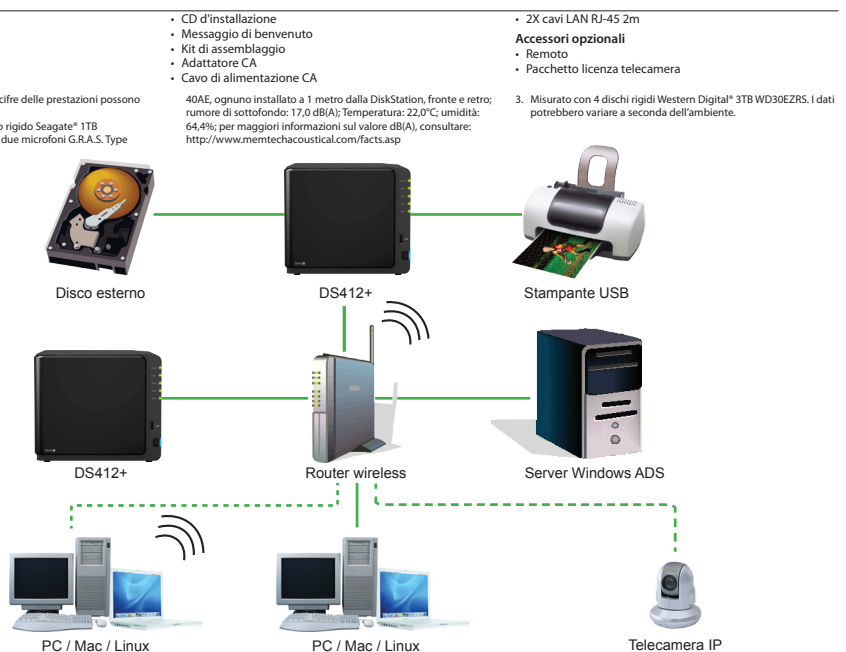 • CD d'installazione
• Messaggio di benvenuto
• Kit di assemblaggio
• Adattatore CA
• Cavo di alimentazione CA
• 2X cavi LAN RJ-45 2m
Accessori opzionali
• Remoto
• Pacchetto licenza telecamera
cifre delle prestazioni possono
o rigido Seagate® 1TB
due microfoni G.R.A.S. Type
40AE, ognuno installato a 1 metro dalla DiskStation, fronte e retro;
rumore di sottofondo: 17,0 dB(A); Temperatura: 22,0°C; umidità:
64,4%; per maggiori informazioni sul valore dB(A), consultare:
http://www.memtechacoustical.com/facts.asp
3. Misurato con 4 dischi rigidi Western Digital® 3TB WD30EZRS. I dati
potrebbero variare a seconda dell'ambiente.
Disco esterno
DS412+
Stampante USB
DS412+
Router wireless
Server Windows ADS
PC / Mac / Linux
PC / Mac / Linux
Telecamera IP